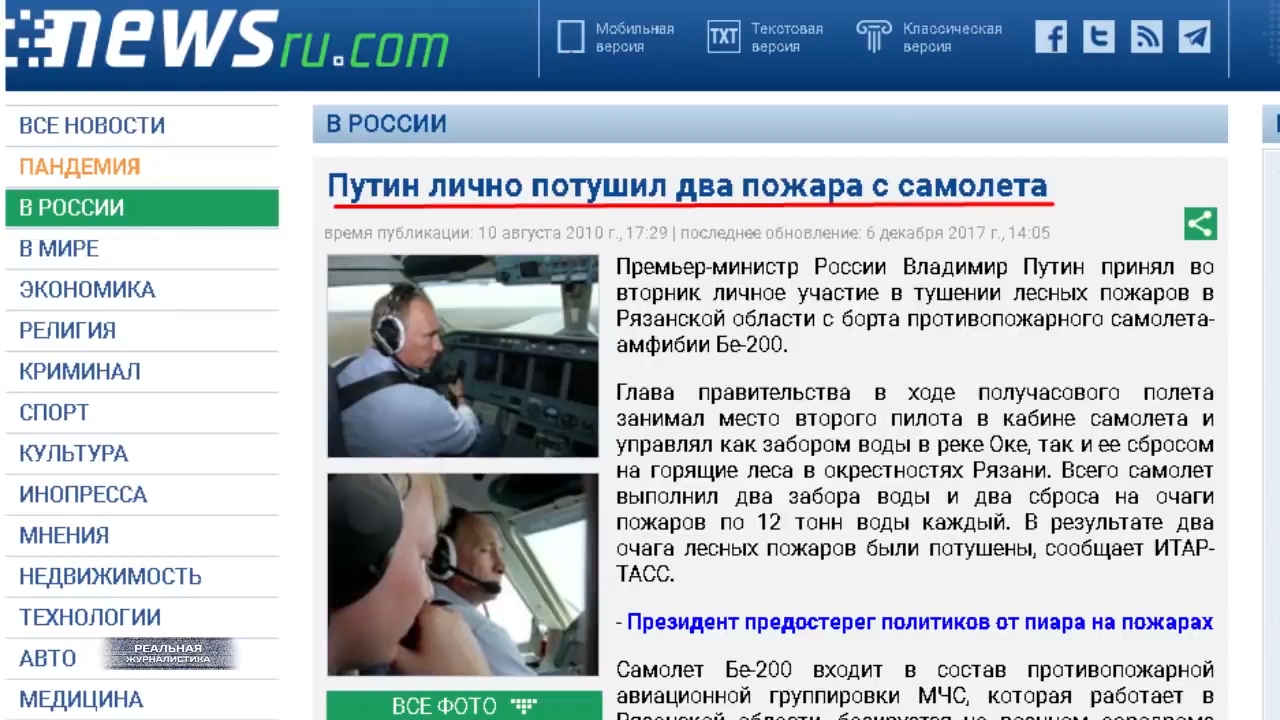 newsru.com
Мобильная
версия
TXT
Текстовая
версия
Классическая
версия
ВСЕ НОВОСТИ
ПАНДЕМИЯ
В РОССИИ
В МИРЕ
ЭКОНОМИКА
РЕЛИГИЯ
КРИМИНАЛ
СПОРТ
КУЛЬТУРА
ИНОПРЕССА
МНЕНИЯ
НЕДВИЖИМОСТЬ
ТЕХНОЛОГИИ
АВТО
МЕДИЦИНА
РЕАЛЬНАЯ
ЖУРНАЛИСТИКА
В РОССИИ
Путин лично потушил два пожара с самолета
время публикации: 10 августа 2010 г., 17:29 | последнее обновление: 6 декабря 2017 г., 14:05
Премьер-министр России Владимир Путин принял во
вторник личное участие в тушении лесных пожаров в
Рязанской области с борта противопожарного самолета-
амфибии Бе-200.
Глава правительства в ходе получасового полета
занимал место второго пилота в кабине самолета и
управлял как забором воды в реке Оке, так и ее сбросом
на горящие леса в окрестностях Рязани. Всего самолет
выполнил два забора воды и два сброса на очаги
пожаров по 12 тонн воды каждый. В результате два
очага лесных пожаров были потушены, сообщает ИТАР-
ТАСС.
- Президент предостерег политиков от пиара на пожарах
Самолет Бе-200 входит в состав противопожарной
авиационной группировки МЧС, которая работает в
Рязанской области, базируется на военном аэродроме
ВСЕ ФОТО